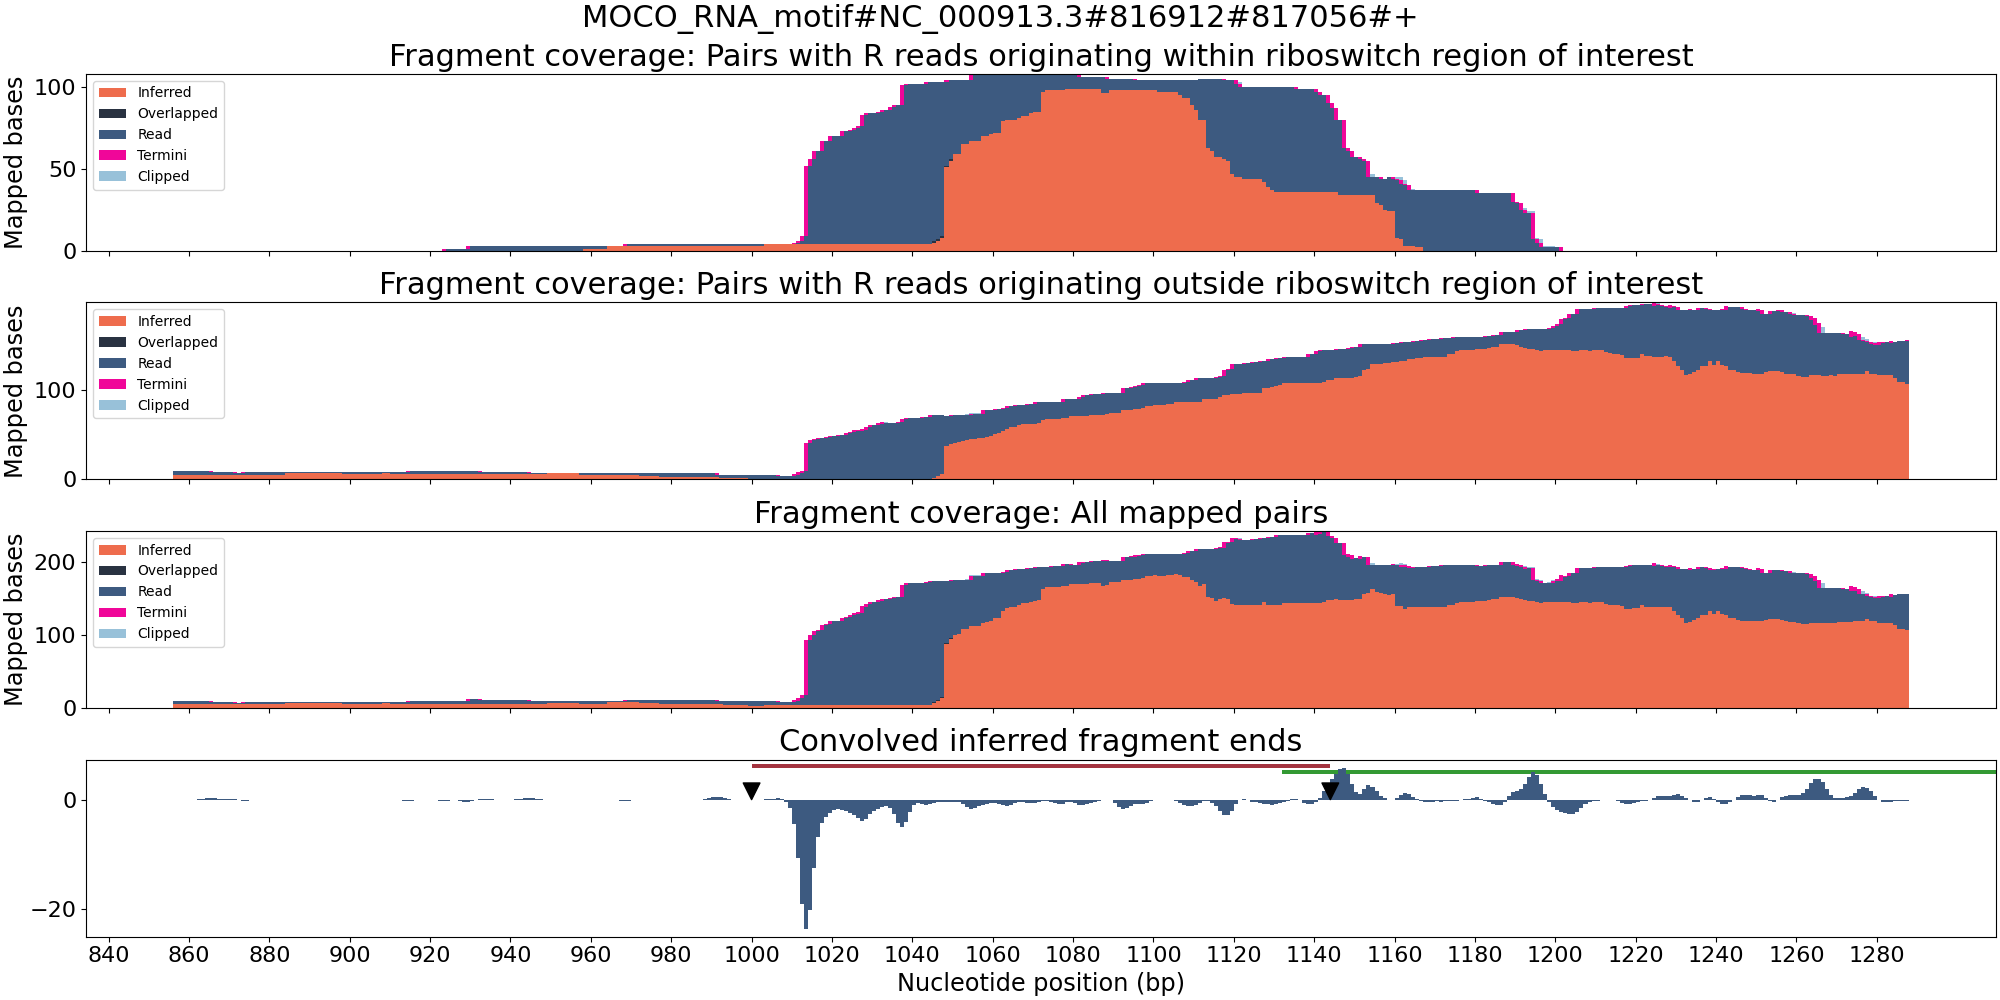 MOCO_RNA_motif#NC_000913.3#816912#817056#+
Fragment coverage: Pairs with R reads originating within riboswitch region of interest
Mapped bases
100
50
0
Inferred
Overlapped
Read
Termini
Clipped
Fragment coverage: Pairs with R reads originating outside riboswitch region of interest
Mapped bases
100
0
Inferred
Overlapped
Read
Termini
Clipped
Fragment coverage: All mapped pairs
Mapped bases
200
100
0
Inferred
Overlapped
Read
Termini
Clipped
Convolved inferred fragment ends
0
−20
840 860 880 900 920 940 960 980 1000 1020 1040 1060 1080 1100 1120 1140 1160 1180 1200 1220 1240 1260 1280
Nucleotide position (bp)